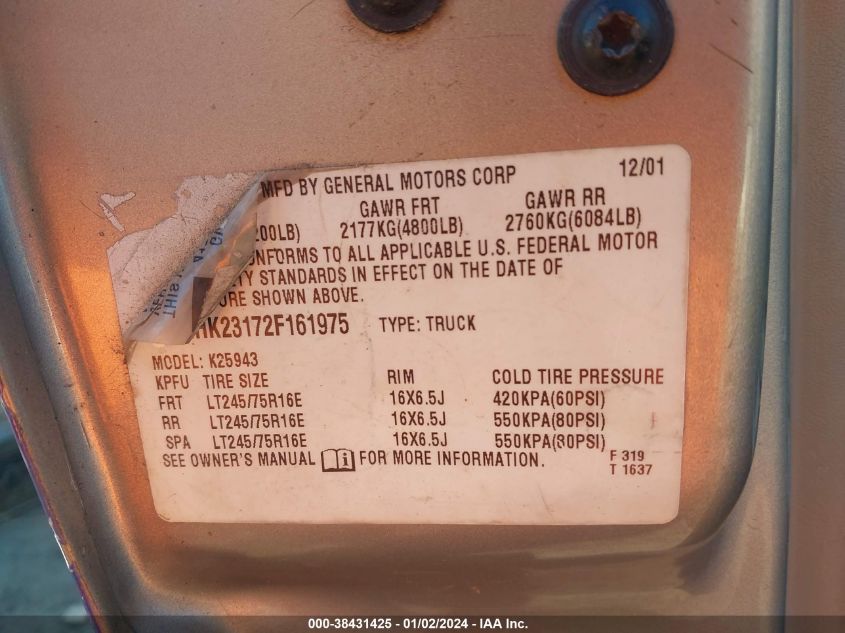 MFD BY GENERAL MOTORS CORP 12/01
GAWR FRT GAWR RR
200LB) 2177KG(4800LB) 2760KG(6084LB)
NFORMS TO ALL APPLICABLE U.S. FEDERAL MOTOR
TY STANDARDS IN EFFECT ON THE DATE OF
URE SHOWN ABOVE.
HK23172F161975 TYPE: TRUCK
MODEL: K25943
KPFU TIRE SIZE RIM COLD TIRE PRESSURE
FRT LT245/75R16E 16X6.5J 420KPA(60PSI)
RR LT245/75R16E 16X6.5J 550KPA(80PSI)
SPA LT245/75R16E 16X6.5J 550KPA(80PSI)
SEE OWNER'S MANUAL FOR MORE INFORMATION.
F 319
T 1637
THIS
000-38431425 - 01/02/2024 - IAA Inc.